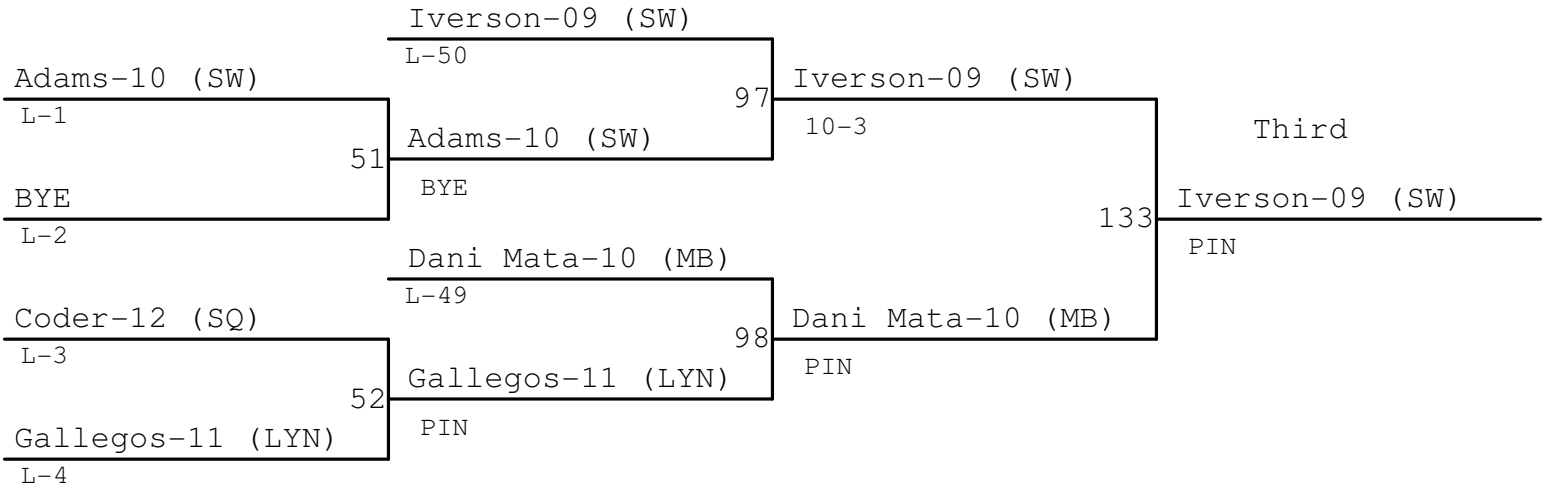 Iverson-09 (SW)
L-50
Adams-10 (SW)
L-1
97
Iverson-09 (SW)
10-3
Third
51
Adams-10 (SW)
BYE
BYE
L-2
133
Iverson-09 (SW)
PIN
Dani Mata-10 (MB)
L-49
Coder-12 (SQ)
L-3
98
Dani Mata-10 (MB)
PIN
52
Gallegos-11 (LYN)
PIN
Gallegos-11 (LYN)
L-4